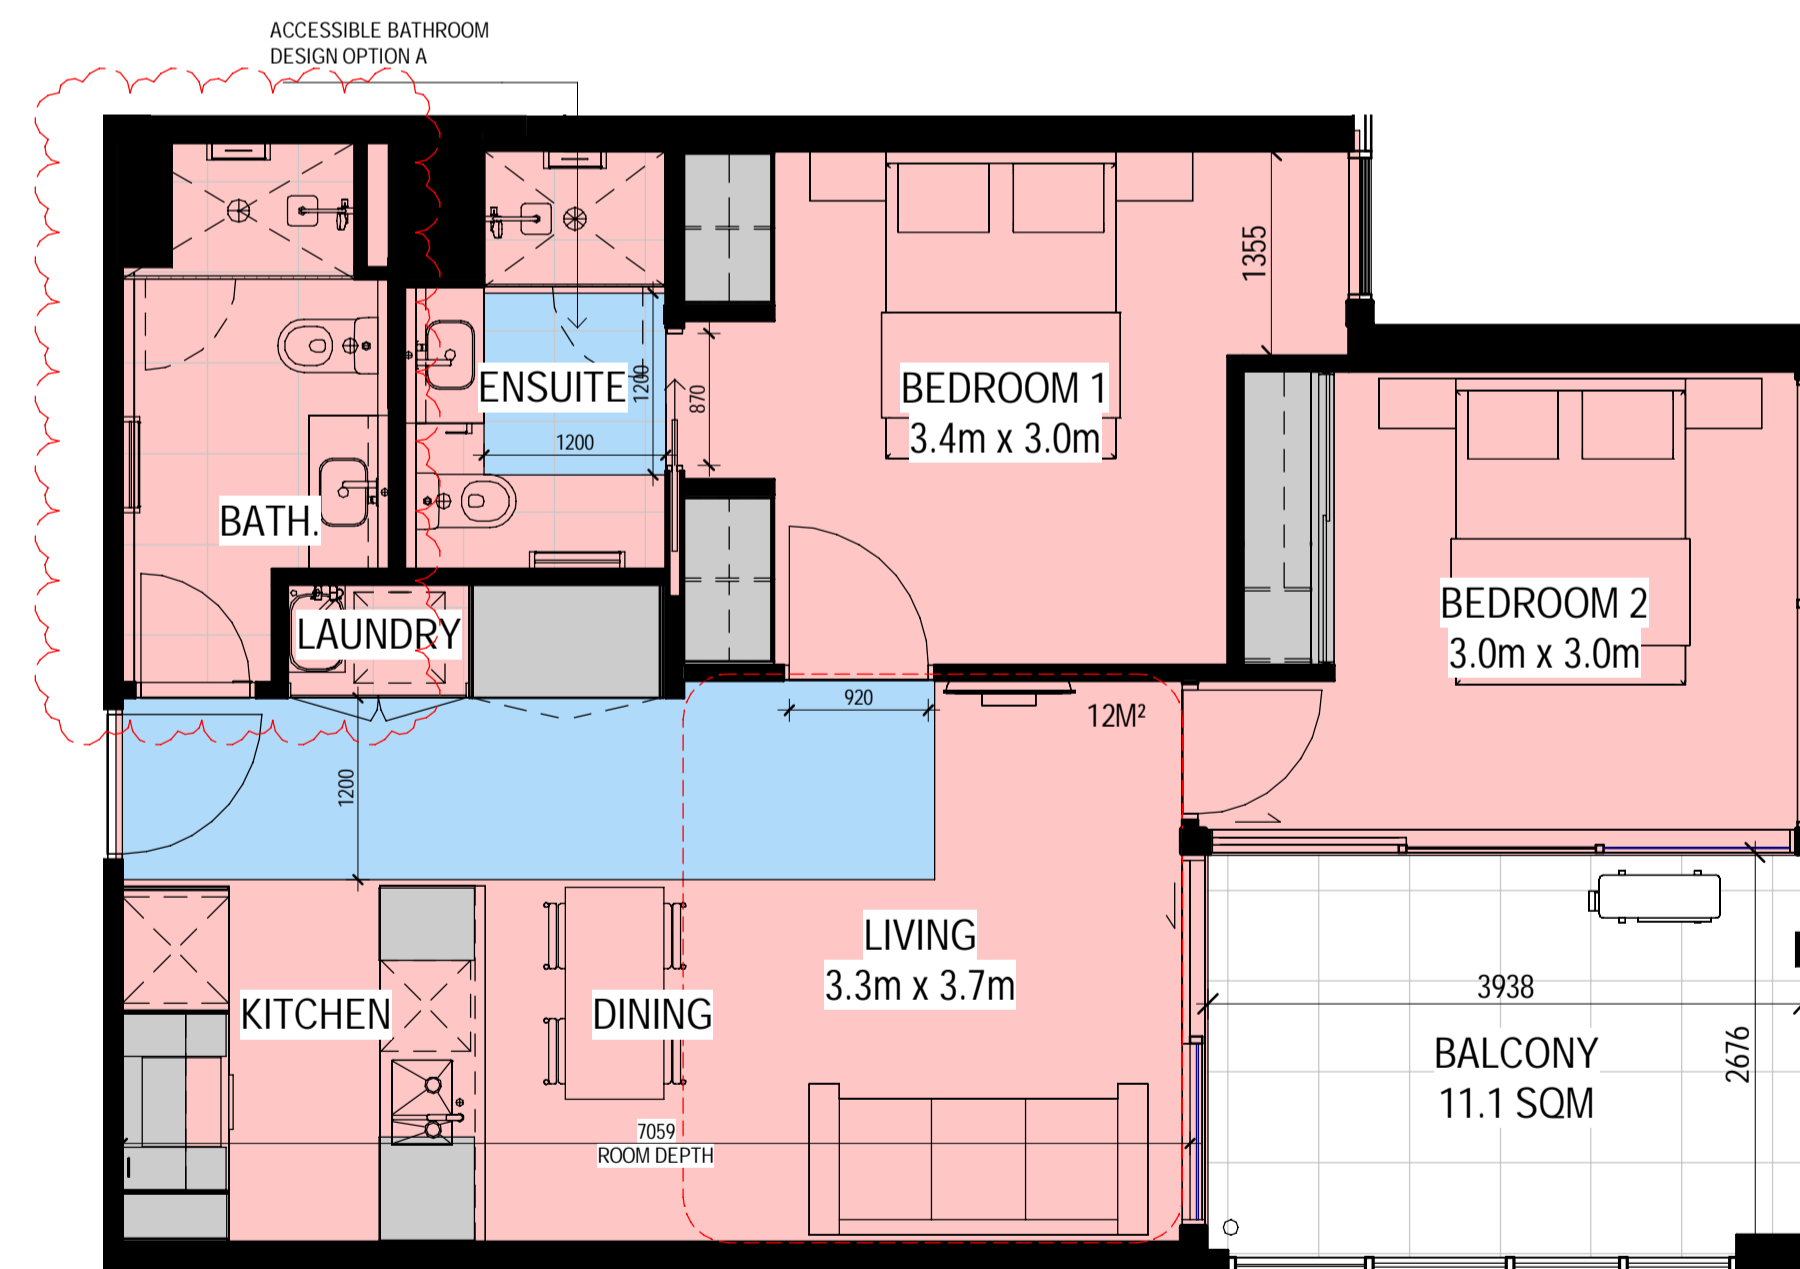 ACCESSIBLE BATHROOM
DESIGN OPTION A
1355
ENSUITE
1200
870
1200
BEDROOM 1
3.4m x 3.0m
BATH.
BEDROOM 2
3.0m x 3.0m
LAUNDRY
920
12M²
1200
LIVING
3.3m x 3.7m
KITCHEN
DINING
3938
2676
BALCONY
11.1 SQM
7059
ROOM DEPTH